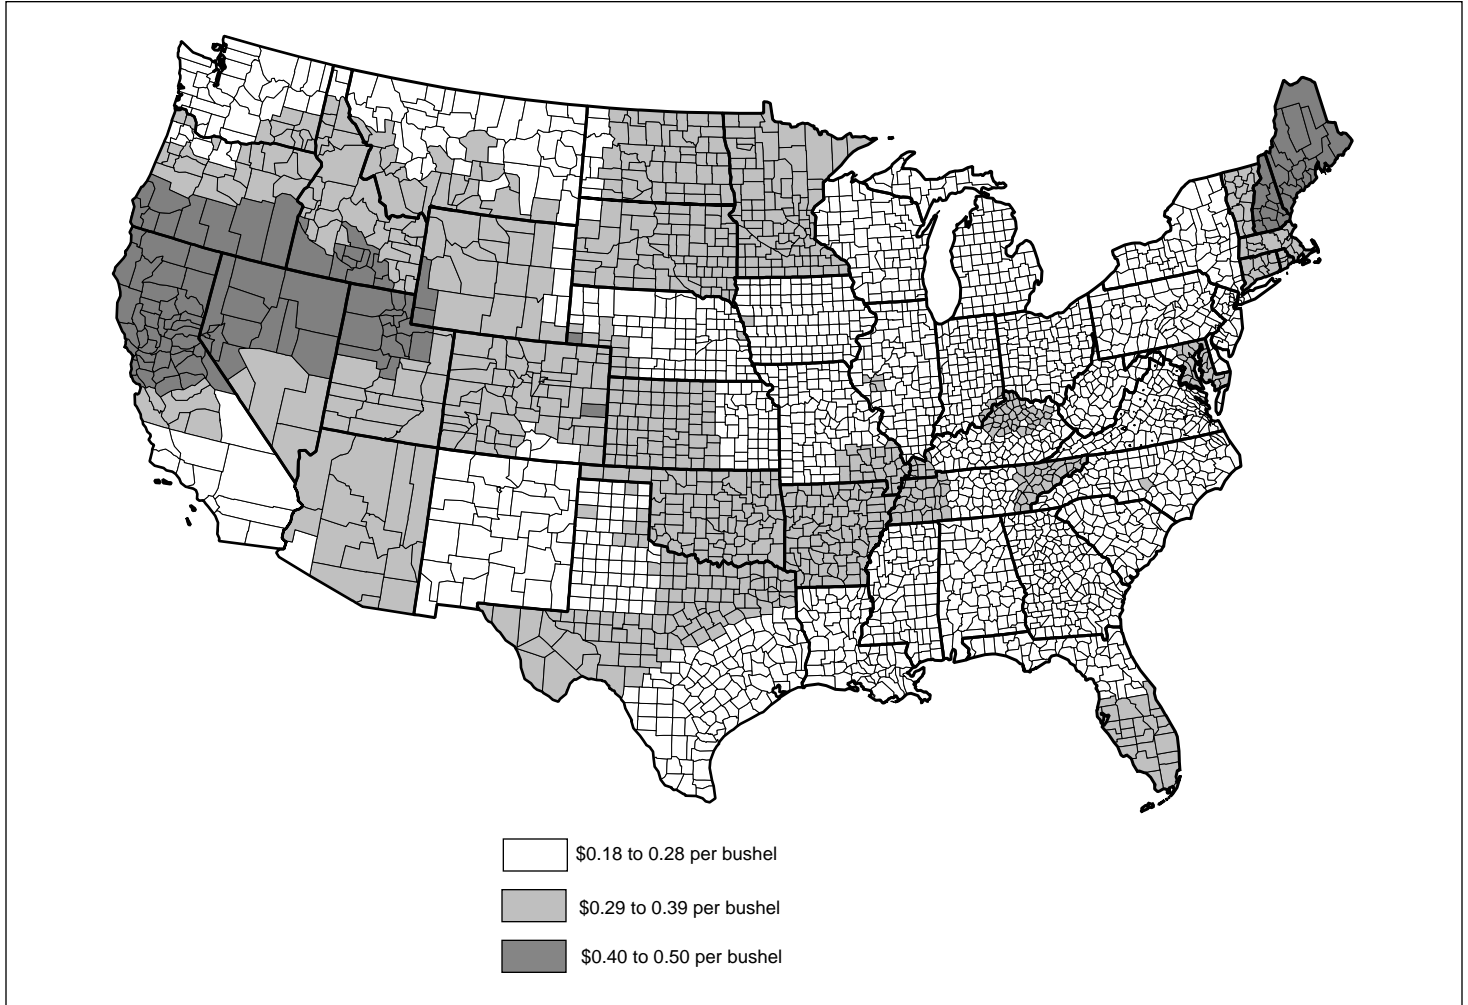 $0.18 to 0.28 per bushel
$0.29 to 0.39 per bushel
$0.40 to 0.50 per bushel